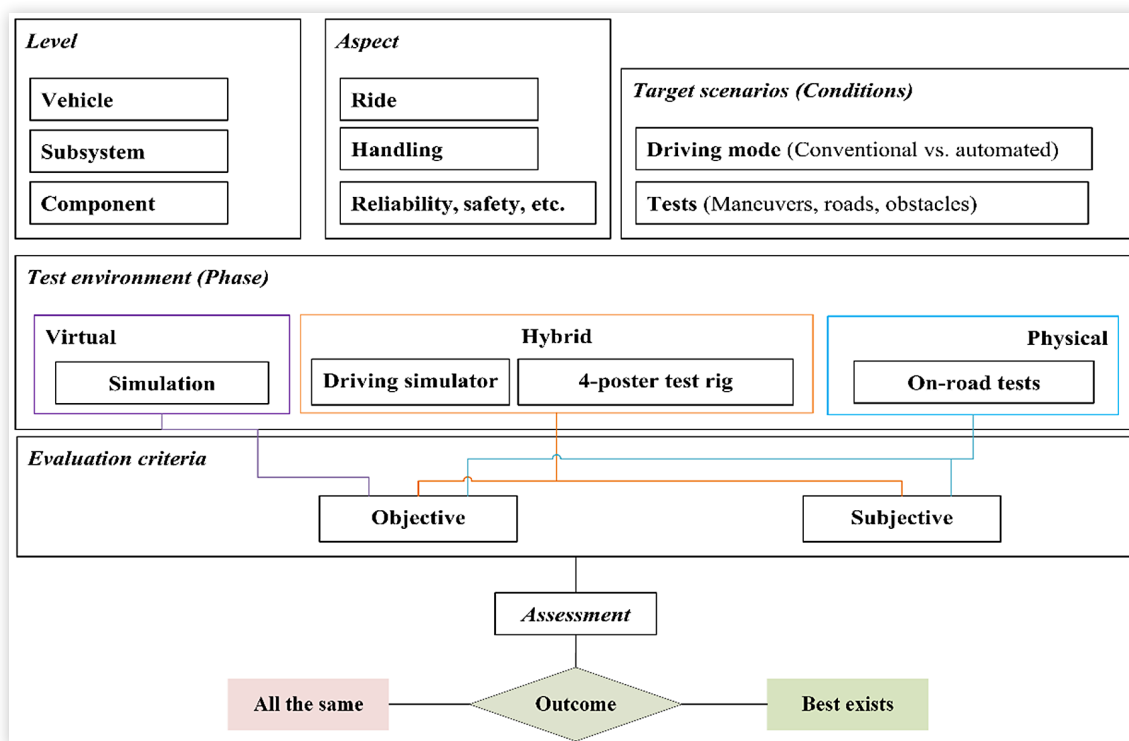 Level
Vehicle
Subsystem
Component
Aspect
Ride
Handling
Reliability, safety, etc.
Target scenarios (Conditions)
Driving mode (Conventional vs. automated)
Tests (Maneuvers, roads, obstacles)
Test environment (Phase)
Virtual
Simulation
Hybrid
Driving simulator
4-poster test rig
Physical
On-road tests
Evaluation criteria
Objective
Subjective
Assessment
All the same
Outcome
Best exists